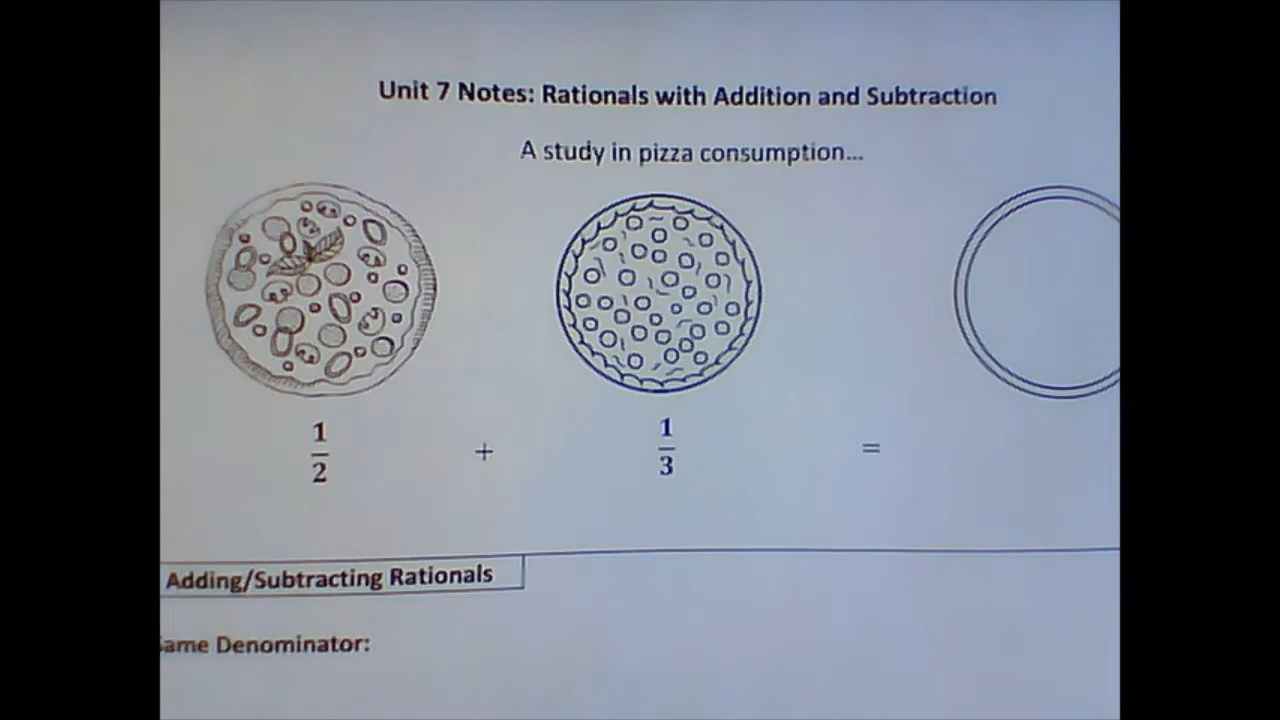 Unit 7 Notes: Rationals with Addition and Subtraction
A study in pizza consumption...
1/2 + 1/3 =
Adding/Subtracting Rationals
ame Denominator: